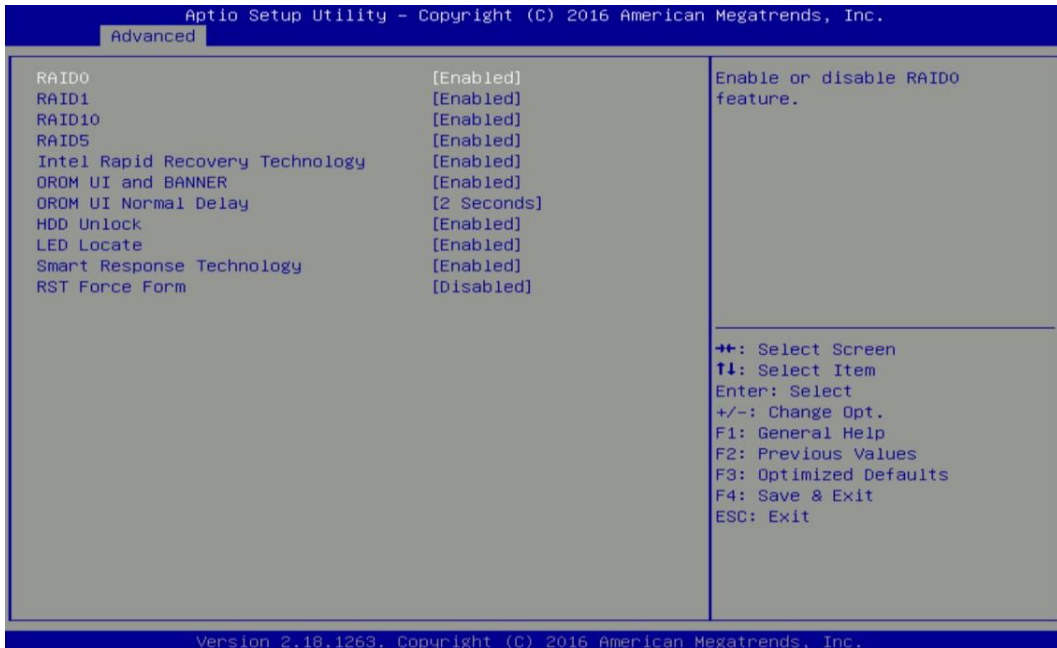 Aptio Setup Utility – Copyright (C) 2016 American Megatrends, Inc.
Advanced
RAID0 [Enabled]
RAID1 [Enabled]
RAID10 [Enabled]
RAID5 [Enabled]
Intel Rapid Recovery Technology [Enabled]
OROM UI and BANNER [Enabled]
OROM UI Normal Delay [2 Seconds]
HDD Unlock [Enabled]
LED Locate [Enabled]
Smart Response Technology [Enabled]
RST Force Form [Disabled]
Enable or disable RAID0
feature.
→←: Select Screen
↑↓: Select Item
Enter: Select
+/-: Change Opt.
F1: General Help
F2: Previous Values
F3: Optimized Defaults
F4: Save & Exit
ESC: Exit
Version 2.18.1263. Copyright (C) 2016 American Megatrends, Inc.